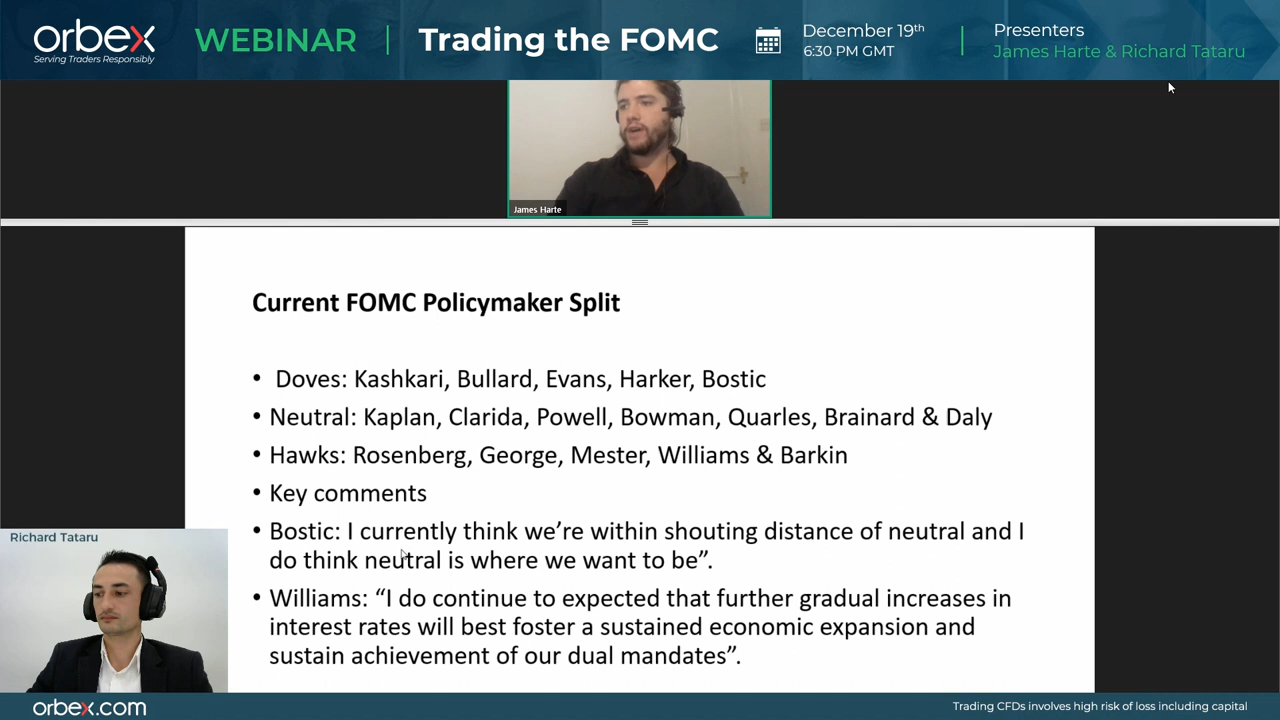 orbex
Serving Traders Responsibly
WEBINAR
Trading the FOMC
December 19th
6:30 PM GMT
Presenters
James Harte & Richard Tataru
James Harte
Current FOMC Policymaker Split
• Doves: Kashkari, Bullard, Evans, Harker, Bostic
• Neutral: Kaplan, Clarida, Powell, Bowman, Quarles, Brainard & Daly
• Hawks: Rosenberg, George, Mester, Williams & Barkin
• Key comments
• Bostic: I currently think we’re within shouting distance of neutral and I
do think neutral is where we want to be”.
• Williams: “I do continue to expected that further gradual increases in
interest rates will best foster a sustained economic expansion and
sustain achievement of our dual mandates”.
Richard Tataru
orbex.com
Trading CFDs involves high risk of loss including capital